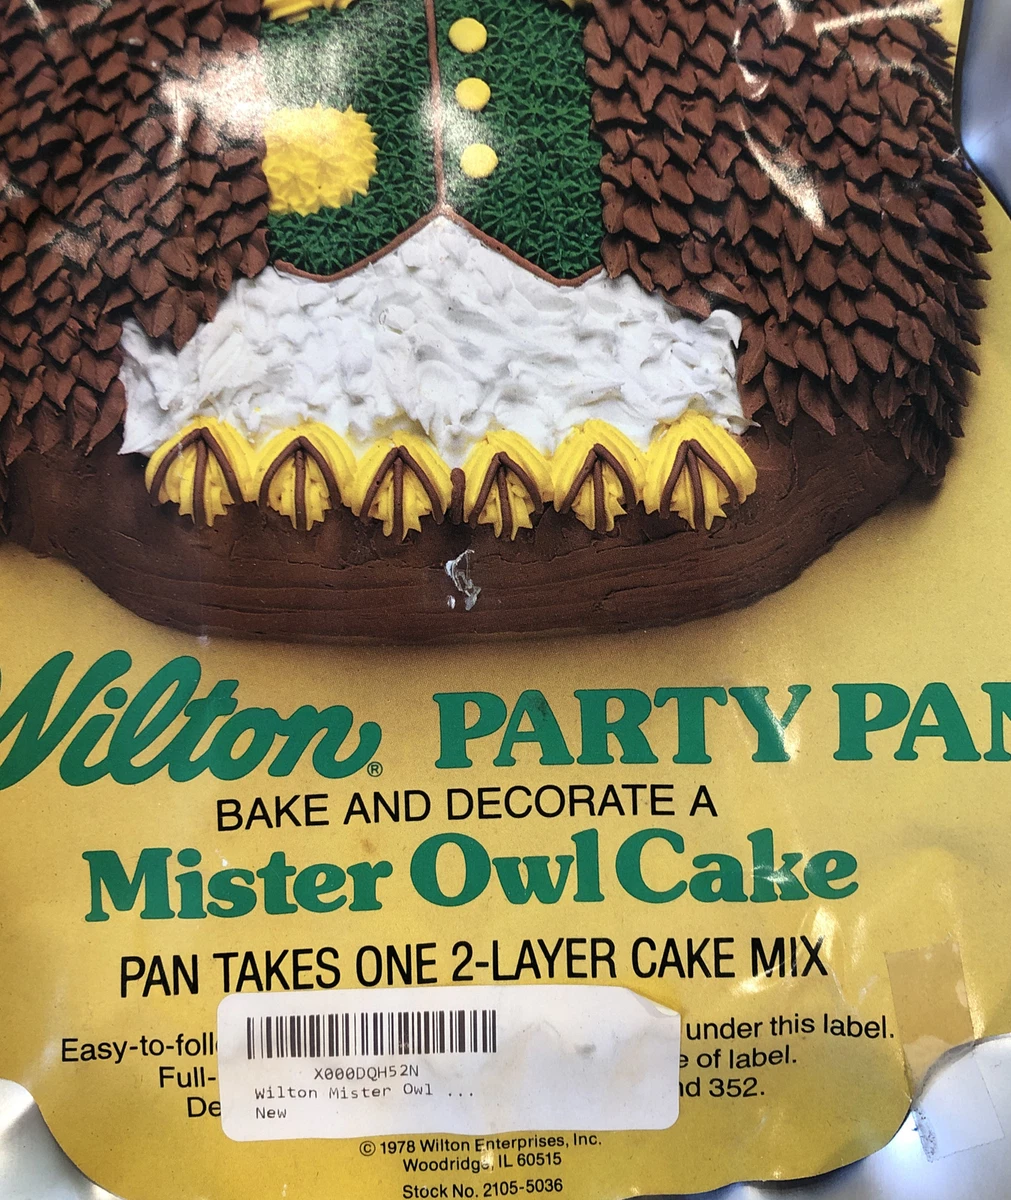 Wilton® PARTY PAN
BAKE AND DECORATE A
Mister Owl Cake
PAN TAKES ONE 2-LAYER CAKE MIX
Easy-to-foll under this label.
Full- of label.
De 352.
X000DQH52N
Wilton Mister Owl ...
New
© 1978 Wilton Enterprises, Inc.
Woodridge, IL 60515
Stock No. 2105-5036